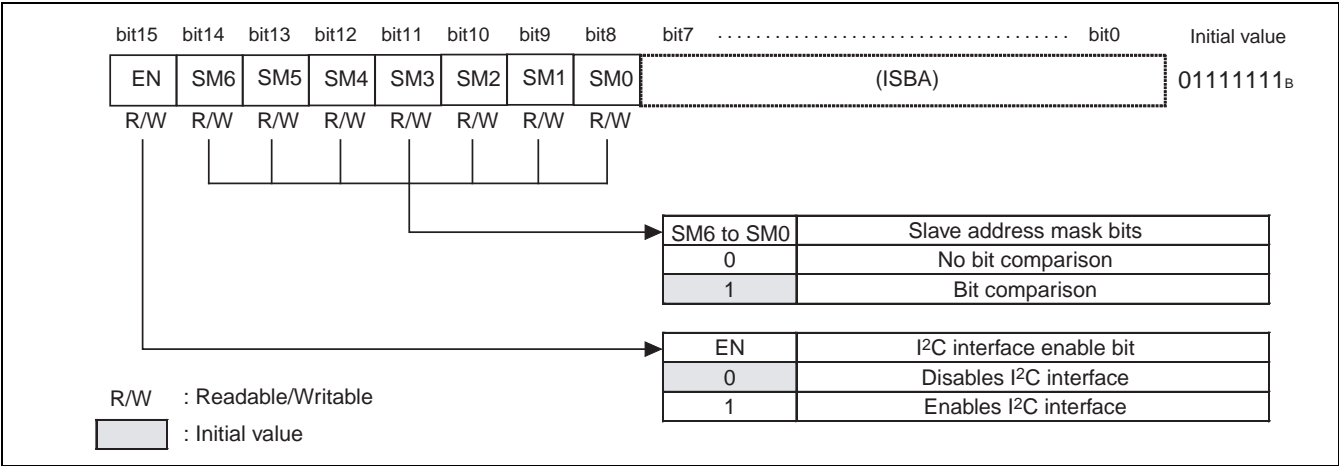 bit15 bit14 bit13 bit12 bit11 bit10 bit9 bit8 bit7 ..................................... bit0 Initial value
EN SM6 SM5 SM4 SM3 SM2 SM1 SM0 (ISBA) 01111111B
R/W R/W R/W R/W R/W R/W R/W R/W
SM6 to SM0 Slave address mask bits
0 No bit comparison
1 Bit comparison
EN I2C interface enable bit
0 Disables I2C interface
1 Enables I2C interface
R/W : Readable/Writable
: Initial value